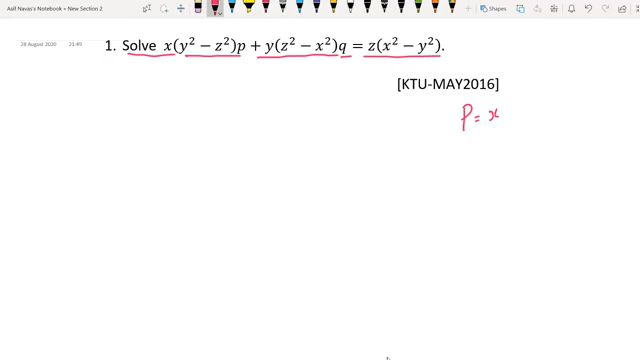 Asif Navas's Notebook » New Section 2
Shapes
28 August 2020 21:49
1. Solve x(y² − z²)p + y(z² − x²)q = z(x² − y²).
[KTU-MAY2016]
P = x